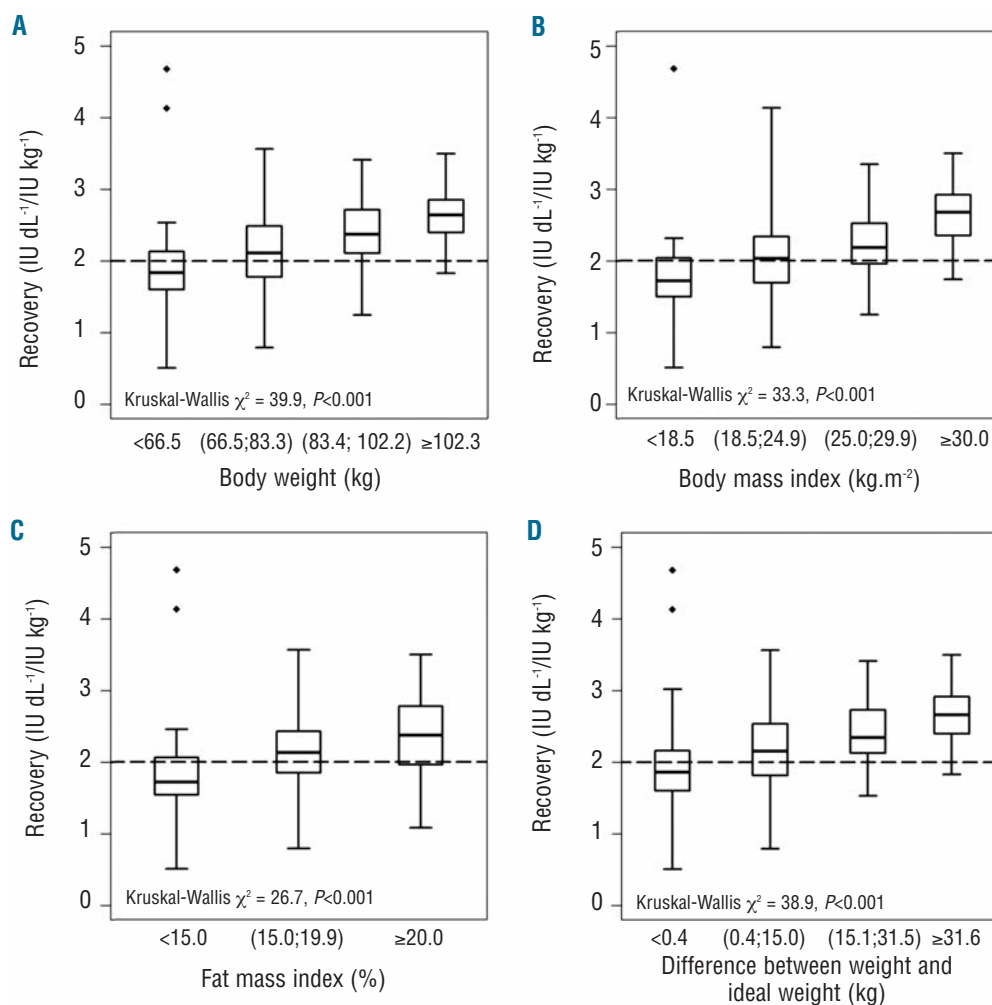 A
Recovery (IU dL⁻¹/IU kg⁻¹)
5
4
3
2
1
0
Kruskal-Wallis χ² = 39.9, P<0.001
<66.5 (66.5;83.3) (83.4; 102.2) ≥102.3
Body weight (kg)
B
Recovery (IU dL⁻¹/IU kg⁻¹)
5
4
3
2
1
0
Kruskal-Wallis χ² = 33.3, P<0.001
<18.5 (18.5;24.9) (25.0;29.9) ≥30.0
Body mass index (kg.m⁻²)
C
Recovery (IU dL⁻¹/IU kg⁻¹)
5
4
3
2
1
0
Kruskal-Wallis χ² = 26.7, P<0.001
<15.0 (15.0;19.9) ≥20.0
Fat mass index (%)
D
Recovery (IU dL⁻¹/IU kg⁻¹)
5
4
3
2
1
0
Kruskal-Wallis χ² = 38.9, P<0.001
<0.4 (0.4;15.0) (15.1;31.5) ≥31.6
Difference between weight and
ideal weight (kg)